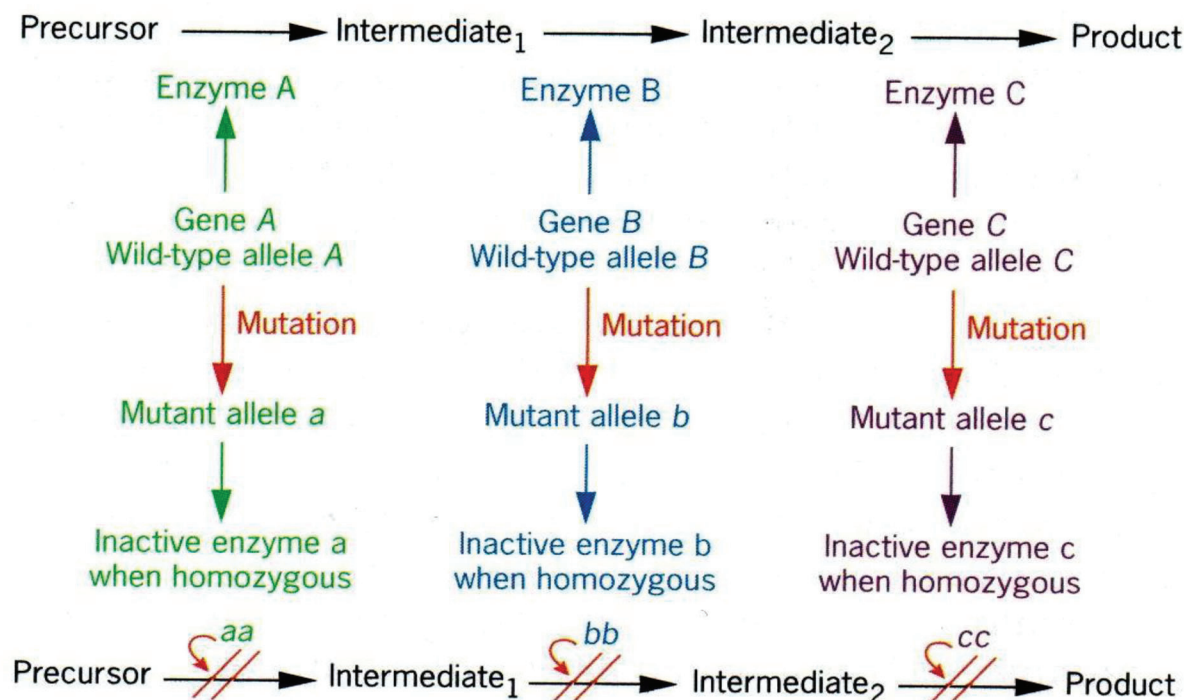 Precursor Intermediate₁ Intermediate₂ Product
Enzyme A Enzyme B Enzyme C
Gene A Gene B Gene C
Wild-type allele A Wild-type allele B Wild-type allele C
Mutation Mutation Mutation
Mutant allele a Mutant allele b Mutant allele c
Inactive enzyme a Inactive enzyme b Inactive enzyme c
when homozygous when homozygous when homozygous
aa bb cc
Precursor Intermediate₁ Intermediate₂ Product